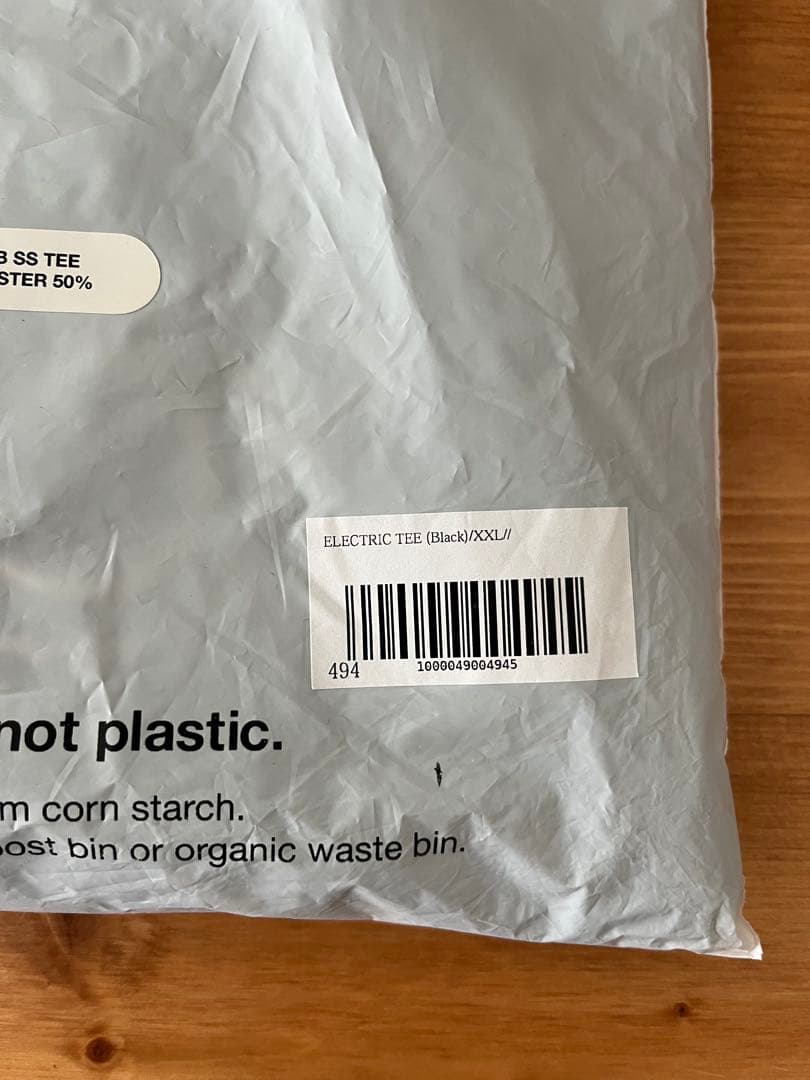 B SS TEE
STER 50%
ELECTRIC TEE (Black)/XXL//
494
1000049004945
not plastic.
m corn starch.
ost bin or organic waste bin.